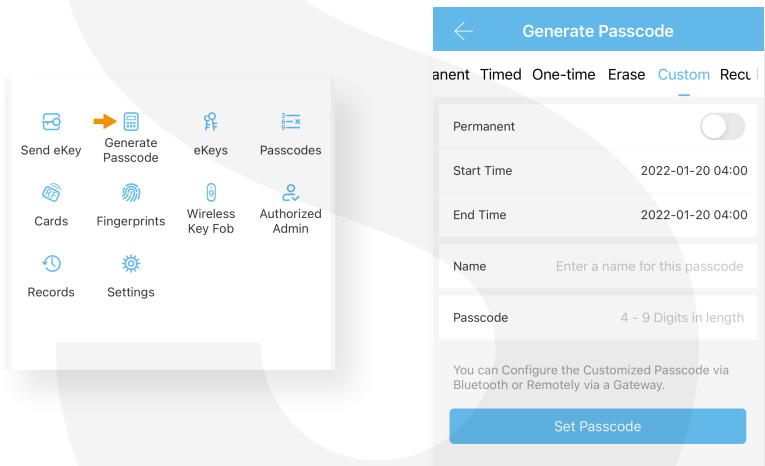 Send eKey
Generate
Passcode
eKeys
Passcodes
Cards
Fingerprints
Wireless
Key Fob
Authorized
Admin
Records
Settings
Generate Passcode
anent Timed One-time Erase Custom Recu
Permanent
Start Time 2022-01-20 04:00
End Time 2022-01-20 04:00
Name Enter a name for this passcode
Passcode 4 - 9 Digits in length
You can Configure the Customized Passcode via
Bluetooth or Remotely via a Gateway.
Set Passcode